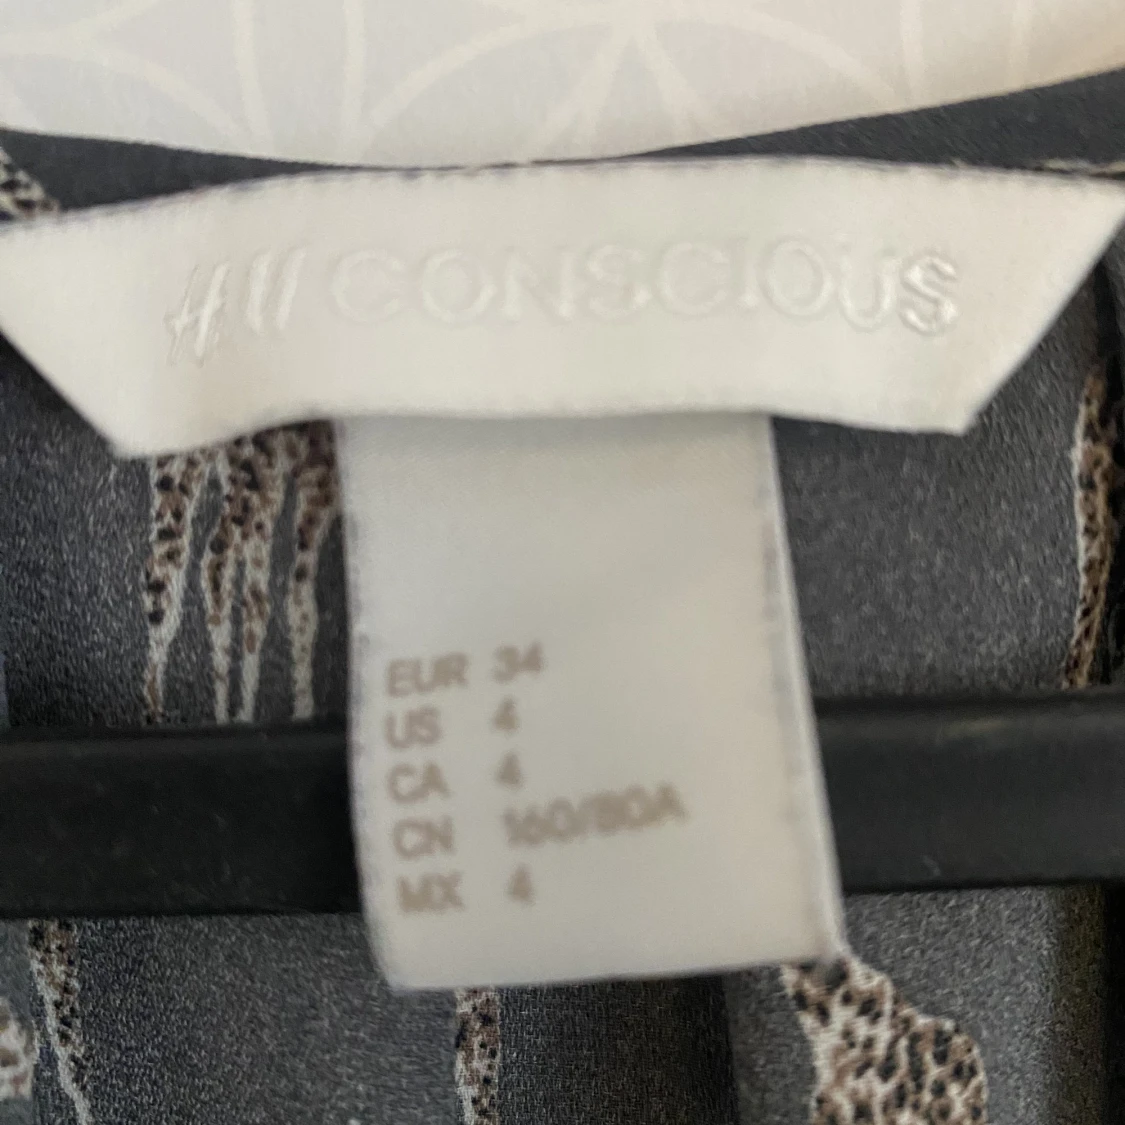 H&M CONSCIOUS
EUR 34
US 4
CA 4
CN 160/80A
MX 4